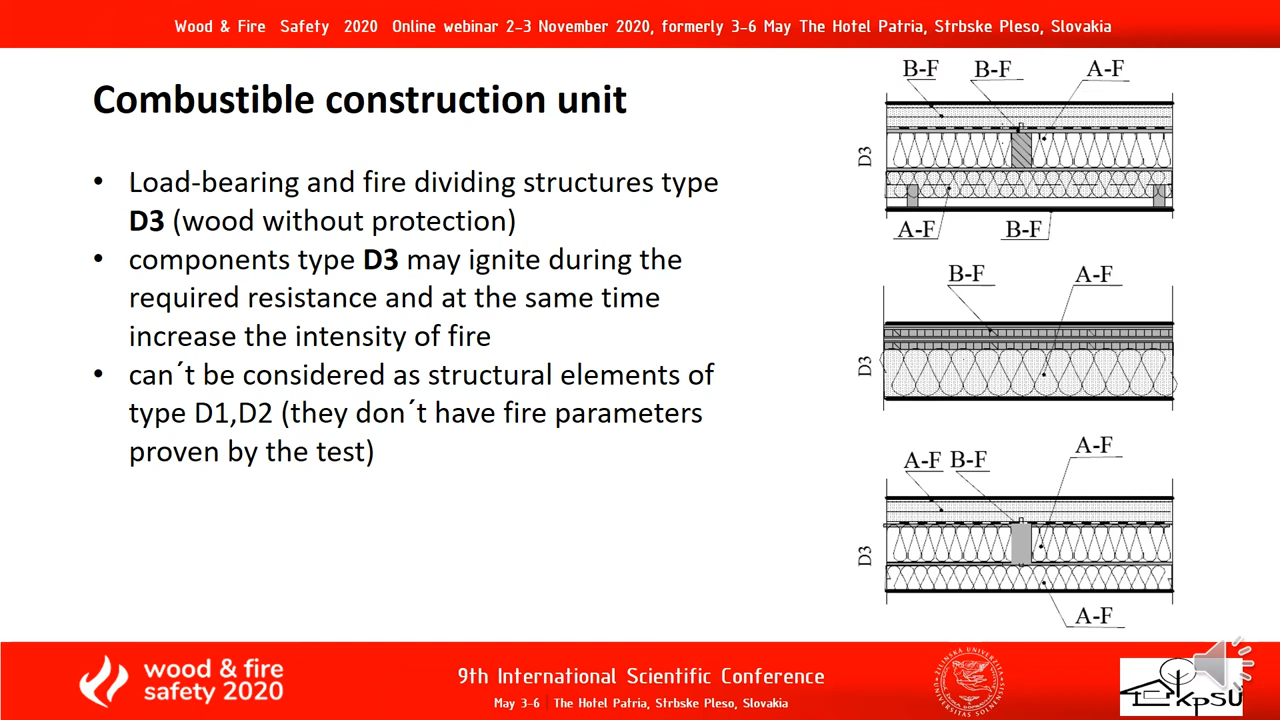 Wood & Fire Safety 2020 Online webinar 2-3 November 2020, formerly 3-6 May The Hotel Patria, Strbske Pleso, Slovakia
Combustible construction unit
• Load-bearing and fire dividing structures type
D3 (wood without protection)
• components type D3 may ignite during the
required resistance and at the same time
increase the intensity of fire
• can´t be considered as structural elements of
type D1,D2 (they don´t have fire parameters
proven by the test)
B-F B-F A-F
D3
A-F B-F
B-F A-F
D3
A-F B-F A-F
D3
A-F
wood & fire
safety 2020
9th International Scientific Conference
May 3-6 The Hotel Patria, Strbske Pleso, Slovakia
KPSU